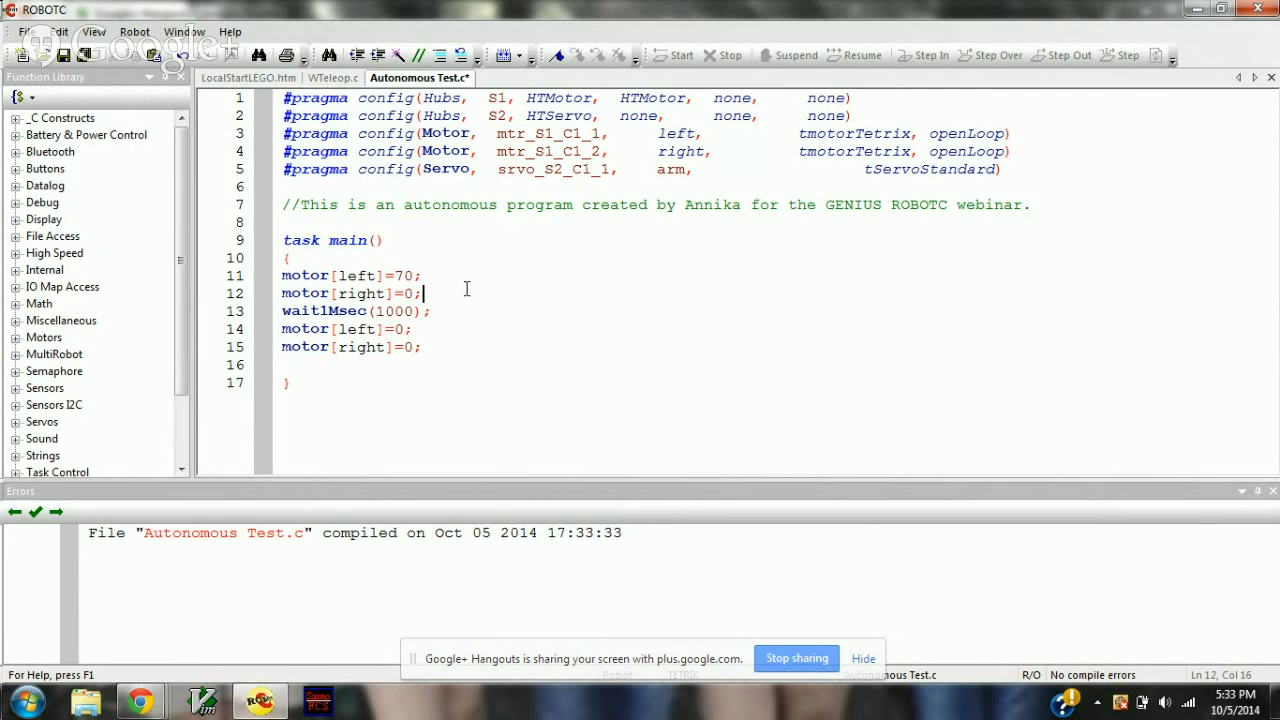 ROBOTC
File Edit View Robot Window Help
Google+
Start Stop Suspend Resume Step In Step Over Step Out Step
Function Library
LocalStartLEGO.htm WTeleop.c Autonomous Test.c*
_C Constructs
Battery & Power Control
Bluetooth
Buttons
Datalog
Debug
Display
File Access
High Speed
Internal
IO Map Access
Math
Miscellaneous
Motors
MultiRobot
Semaphore
Sensors
Sensors I2C
Servos
Sound
Strings
Task Control
1 #pragma config(Hubs, S1, HTMotor, HTMotor, none, none)
2 #pragma config(Hubs, S2, HTServo, none, none, none)
3 #pragma config(Motor, mtr_S1_C1_1, left, tmotorTetrix, openLoop)
4 #pragma config(Motor, mtr_S1_C1_2, right, tmotorTetrix, openLoop)
5 #pragma config(Servo, srvo_S2_C1_1, arm, tServoStandard)
6
7 //This is an autonomous program created by Annika for the GENIUS ROBOTC webinar.
8
9 task main()
10 {
11 motor[left]=70;
12 motor[right]=0;
13 wait1Msec(1000);
14 motor[left]=0;
15 motor[right]=0;
16
17 }
Errors
File "Autonomous Test.c" compiled on Oct 05 2014 17:33:33
Google+ Hangouts is sharing your screen with plus.google.com. Stop sharing Hide
For Help, press F1 Robot TETRIX Autonomous Test.c R/O No compile errors Ln 12, Col 16
5:33 PM
10/5/2014